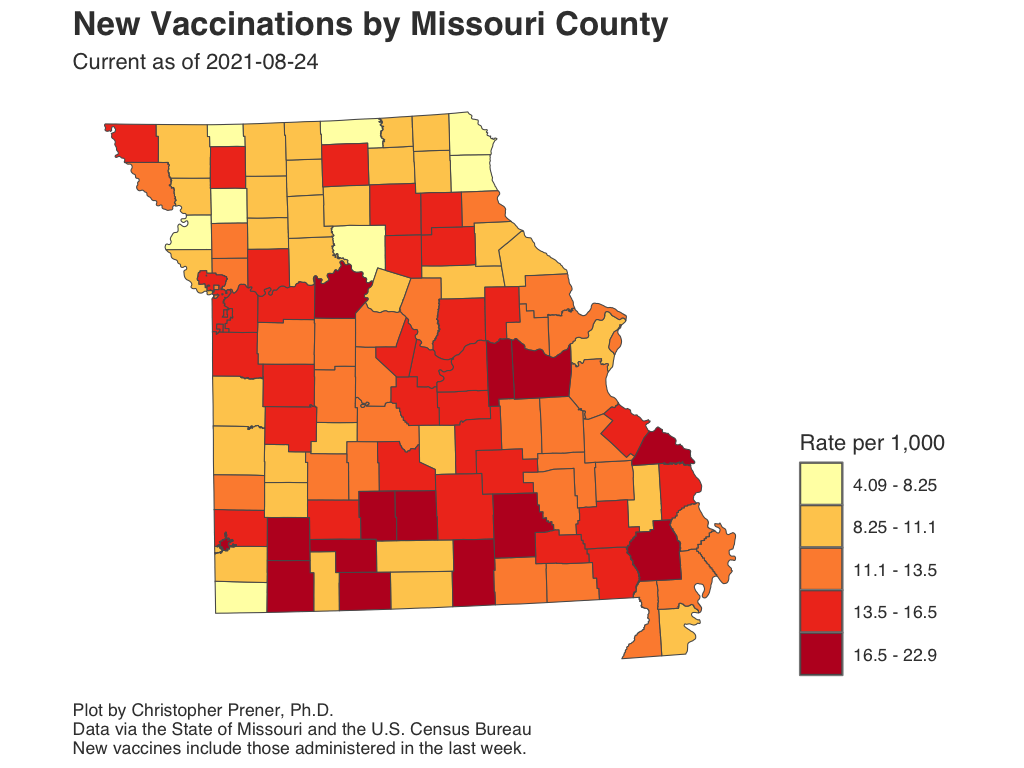 New Vaccinations by Missouri County
Current as of 2021-08-24
Rate per 1,000
4.09 - 8.25
8.25 - 11.1
11.1 - 13.5
13.5 - 16.5
16.5 - 22.9
Plot by Christopher Prener, Ph.D.
Data via the State of Missouri and the U.S. Census Bureau
New vaccines include those administered in the last week.